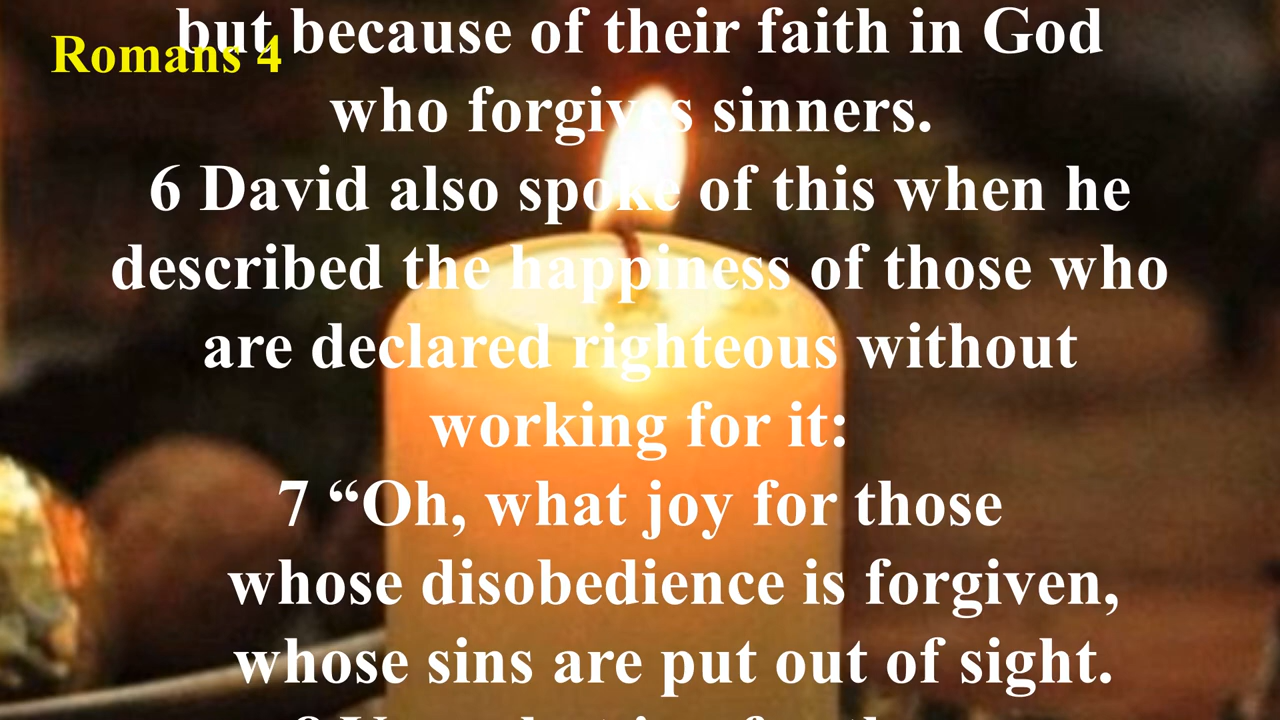 Romans 4
but because of their faith in God
who forgives sinners.
6 David also spoke of this when he
described the happiness of those who
are declared righteous without
working for it:
7 “Oh, what joy for those
whose disobedience is forgiven,
whose sins are put out of sight.